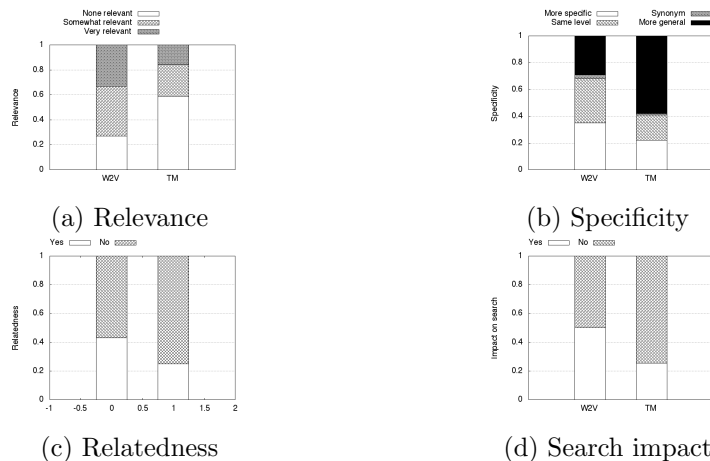 None relevant
Somewhat relevant
Very relevant
1
0.8
0.6
0.4
0.2
0
Relevance
W2V TM
(a) Relevance
More specific Synonym
Same level More general
1
0.8
0.6
0.4
0.2
0
Specificity
W2V TM
(b) Specificity
Yes No
1
0.8
0.6
0.4
0.2
0
Relatedness
-1 -0.5 0 0.5 1 1.5 2
(c) Relatedness
Yes No
1
0.8
0.6
0.4
0.2
0
Impact on search
W2V TM
(d) Search impact